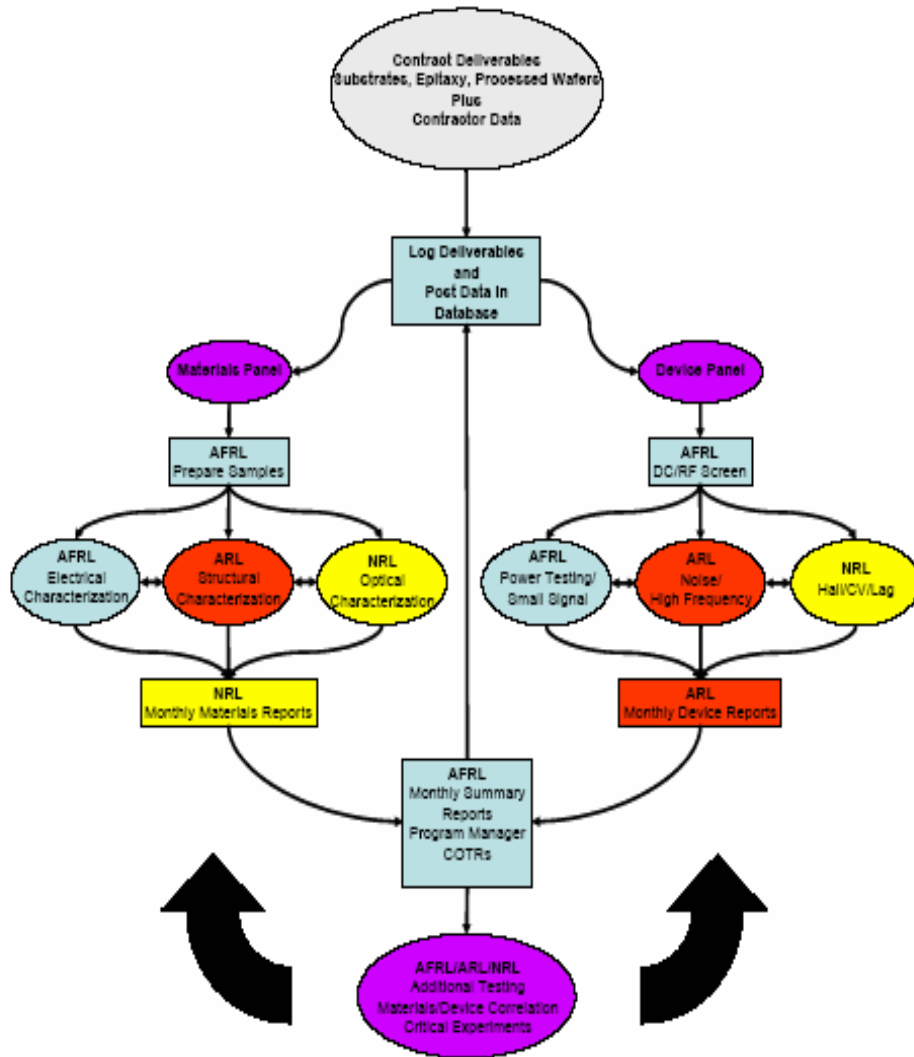 Contract Deliverables
Substrates, Epitaxy, Processed Wafers
Plus
Contractor Data
Log Deliverables
and
Post Data In
Database
Materials Panel
Device Panel
AFRL
Prepare Samples
AFRL
DC/RF Screen
AFRL
Electrical
Characterization
ARL
Structural
Characterization
NRL
Optical
Characterization
AFRL
Power Testing/
Small Signal
ARL
Noise/
High Frequency
NRL
Hall/CV/Lag
NRL
Monthly Materials Reports
ARL
Monthly Device Reports
AFRL
Monthly Summary
Reports
Program Manager
COTRs
AFRL/ARL/NRL
Additional Testing
Materials/Device Correlation
Critical Experiments